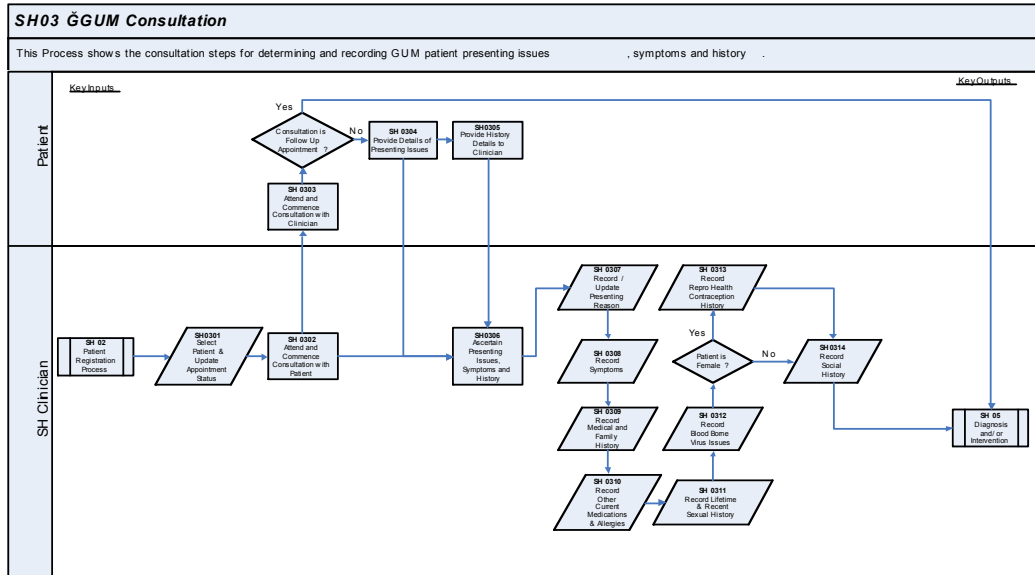 SH03 ĞGUM Consultation
This Process shows the consultation steps for determining and recording GUM patient presenting issues , symptoms and history .
Key Inputs
Key Outputs
Patient
Yes
Consultation is
Follow Up
Appointment ?
No
SH 0304
Provide Details of
Presenting Issues
SH0305
Provide History
Details to
Clinician
SH 0303
Attend and
Commence
Consultation with
Clinician
SH Clinician
SH 02
Patient
Registration
Process
SH0301
Select
Patient &
Update
Appointment
Status
SH 0302
Attend and
Commence
Consultation with
Patient
SH0306
Ascertain
Presenting
Issues,
Symptoms and
History
SH 0307
Record /
Update
Presenting
Reason
SH 0308
Record
Symptoms
SH 0309
Record
Medical and
Family
History
SH 0310
Record
Other
Current
Medications
& Allergies
SH 0311
Record Lifetime
& Recent
Sexual History
SH 0312
Record
Blood Borne
Virus Issues
Patient is
Female ?
Yes
No
SH 0313
Record
Repro Health
Contraception
History
SH0314
Record
Social
History
SH 05
Diagnosis
and/ or
Intervention